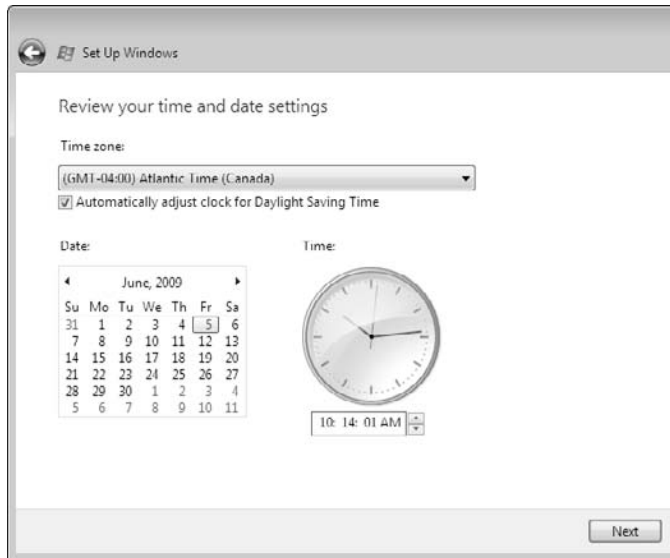 Set Up Windows
Review your time and date settings
Time zone:
(GMT-04:00) Atlantic Time (Canada)
Automatically adjust clock for Daylight Saving Time
Date:
Time:
June, 2009
Su Mo Tu We Th Fr Sa
31 1 2 3 4 5 6
7 8 9 10 11 12 13
14 15 16 17 18 19 20
21 22 23 24 25 26 27
28 29 30 1 2 3 4
5 6 7 8 9 10 11
10: 14: 01 AM
Next